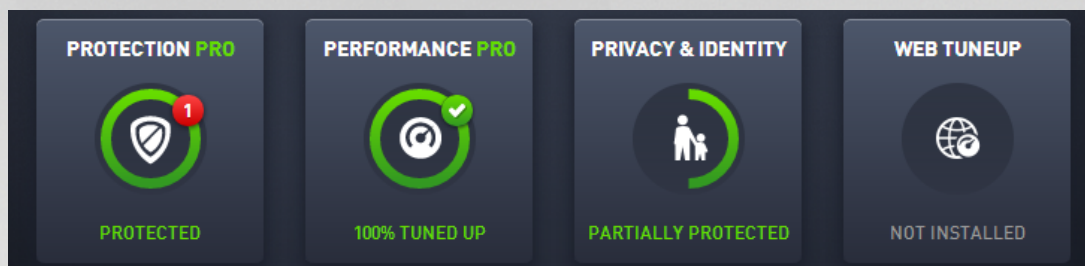 PROTECTION PRO
1
PROTECTED
PERFORMANCE PRO
100% TUNED UP
PRIVACY & IDENTITY
PARTIALLY PROTECTED
WEB TUNEUP
NOT INSTALLED